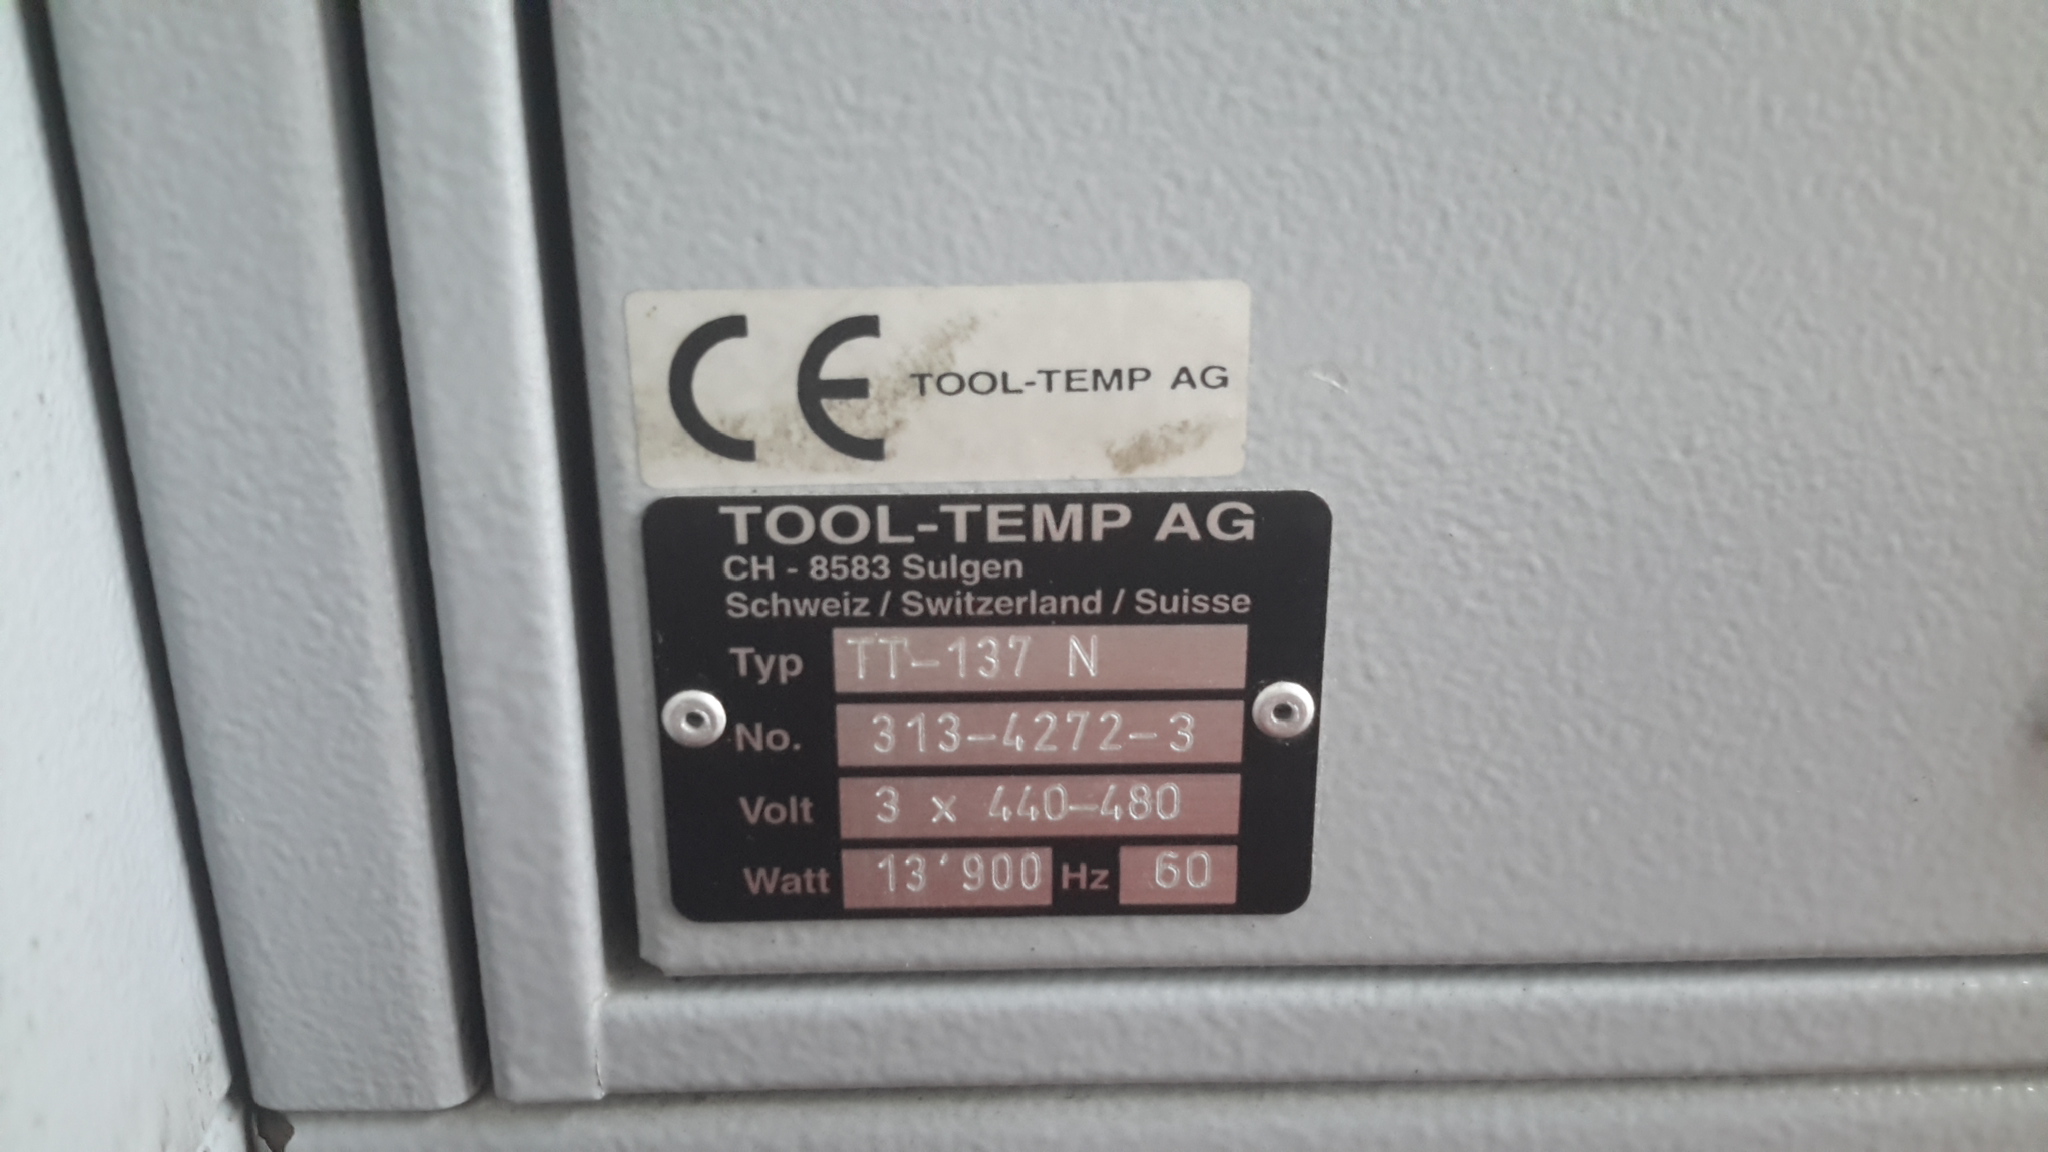 CE TOOL-TEMP AG
TOOL-TEMP AG
CH - 8583 Sulgen
Schweiz / Switzerland / Suisse
Typ TT-137 N
No. 313-4272-3
Volt 3 x 440-480
Watt 13'900 Hz 60